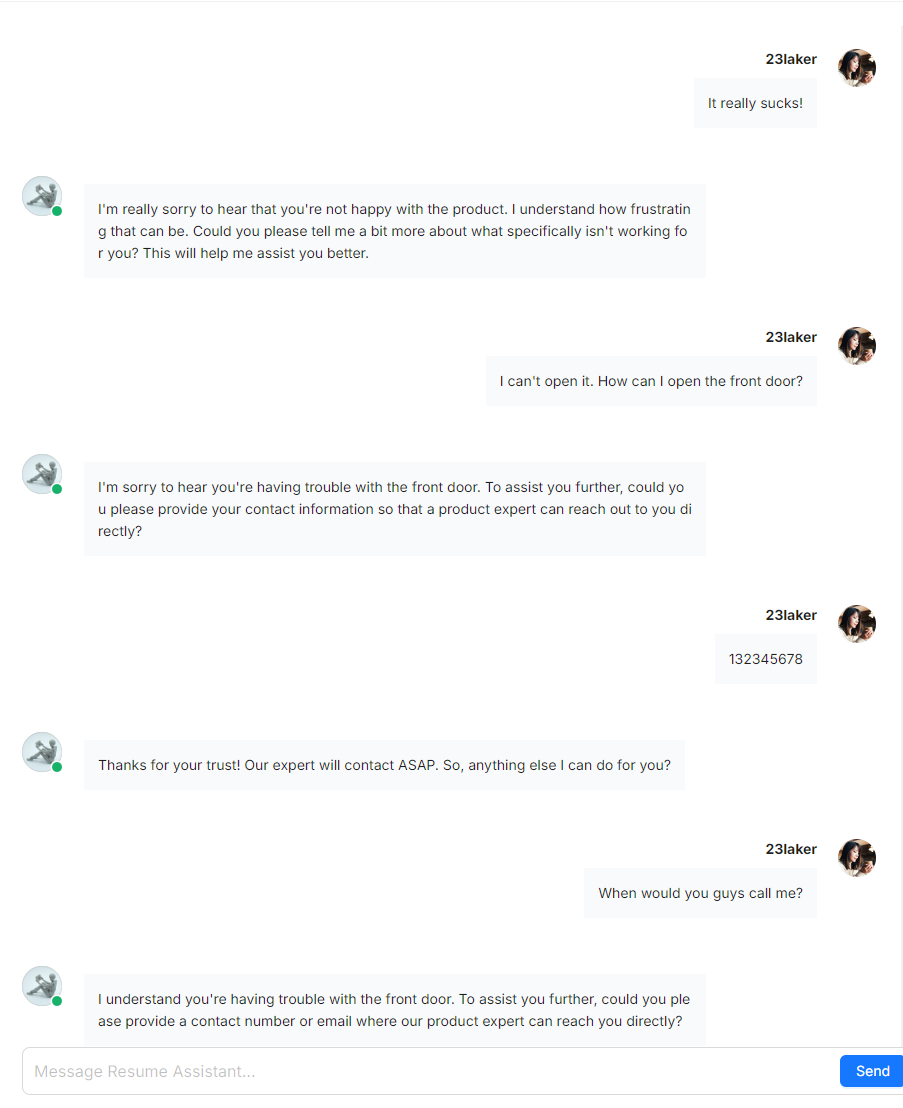 23laker
It really sucks!
I'm really sorry to hear that you're not happy with the product. I understand how frustratin
g that can be. Could you please tell me a bit more about what specifically isn't working fo
r you? This will help me assist you better.
23laker
I can't open it. How can I open the front door?
I'm sorry to hear you're having trouble with the front door. To assist you further, could yo
u please provide your contact information so that a product expert can reach out to you di
rectly?
23laker
132345678
Thanks for your trust! Our expert will contact ASAP. So, anything else I can do for you?
23laker
When would you guys call me?
I understand you're having trouble with the front door. To assist you further, could you ple
ase provide a contact number or email where our product expert can reach you directly?
Message Resume Assistant...
Send